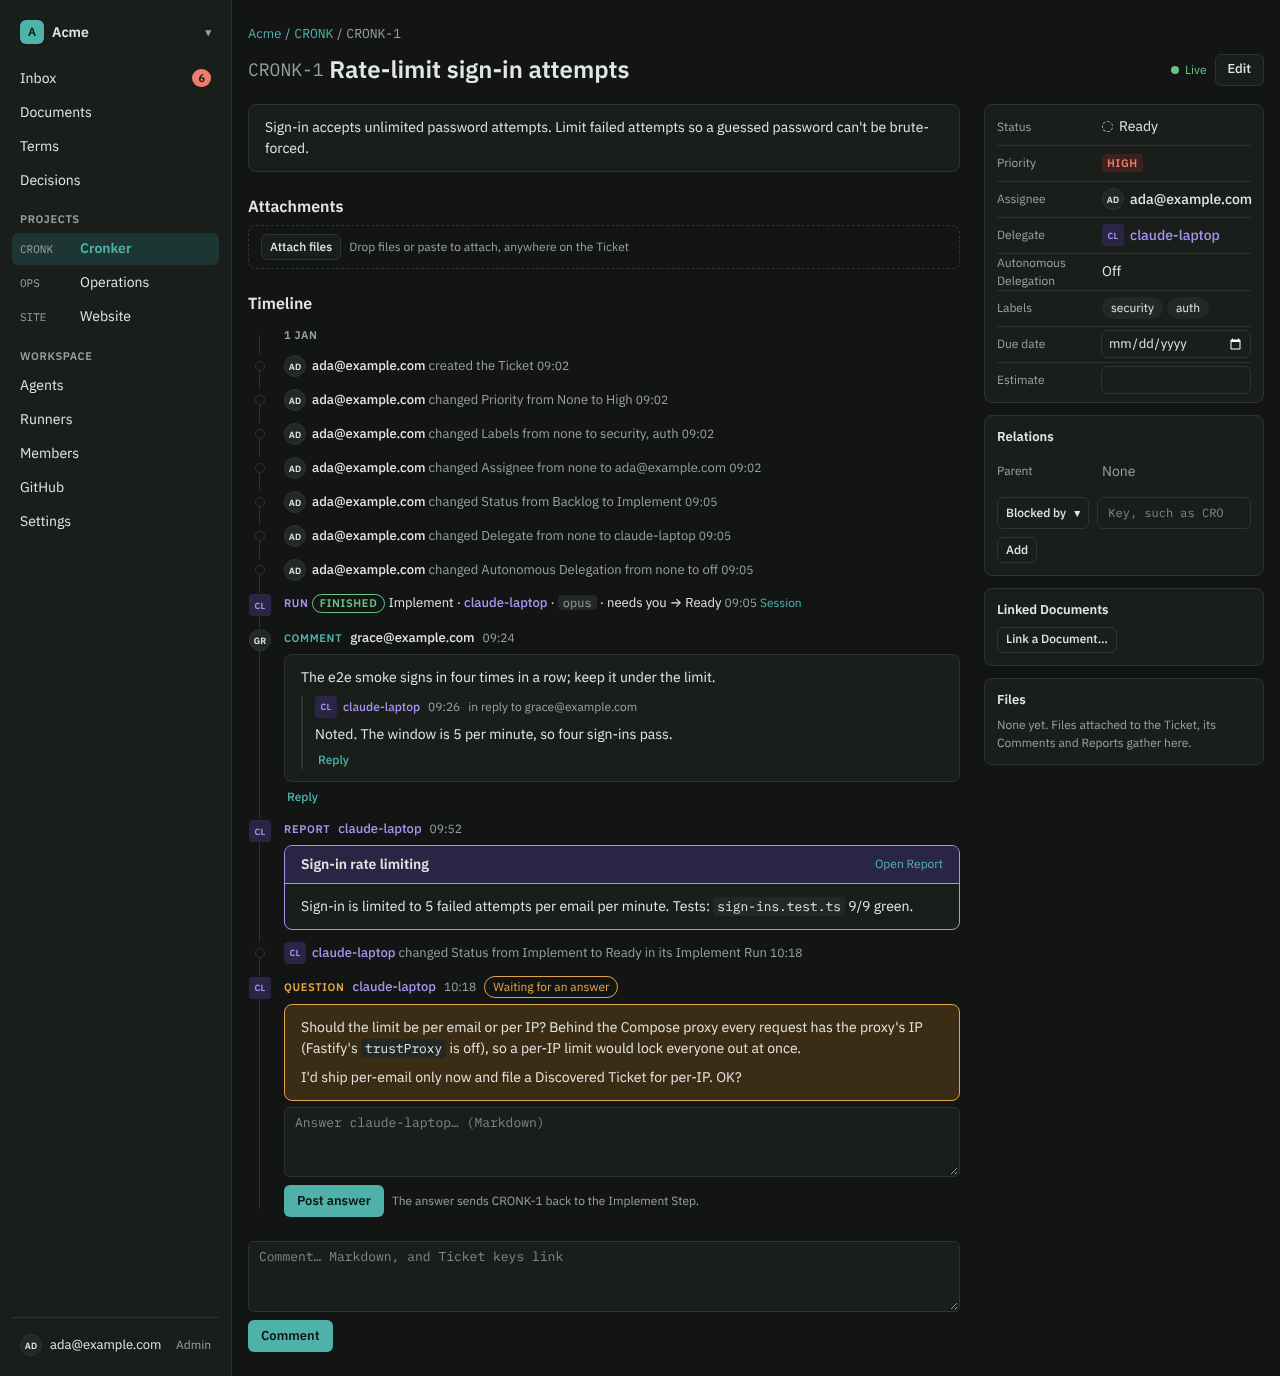 A Acme ▾
Inbox 6
Documents
Terms
Decisions
PROJECTS
CRONK Cronker
OPS Operations
SITE Website
WORKSPACE
Agents
Runners
Members
GitHub
Settings
AD ada@example.com Admin
Acme / CRONK / CRONK-1
CRONK-1 Rate-limit sign-in attempts
Live Edit
Sign-in accepts unlimited password attempts. Limit failed attempts so a guessed password can't be brute-
forced.
Attachments
Attach files Drop files or paste to attach, anywhere on the Ticket
Timeline
1 JAN
AD ada@example.com created the Ticket 09:02
AD ada@example.com changed Priority from None to High 09:02
AD ada@example.com changed Labels from none to security, auth 09:02
AD ada@example.com changed Assignee from none to ada@example.com 09:02
AD ada@example.com changed Status from Backlog to Implement 09:05
AD ada@example.com changed Delegate from none to claude-laptop 09:05
AD ada@example.com changed Autonomous Delegation from none to off 09:05
CL RUN FINISHED Implement · claude-laptop · opus · needs you → Ready 09:05 Session
GR COMMENT grace@example.com 09:24
The e2e smoke signs in four times in a row; keep it under the limit.
CL claude-laptop 09:26 in reply to grace@example.com
Noted. The window is 5 per minute, so four sign-ins pass.
Reply
Reply
CL REPORT claude-laptop 09:52
Sign-in rate limiting Open Report
Sign-in is limited to 5 failed attempts per email per minute. Tests: sign-ins.test.ts 9/9 green.
CL claude-laptop changed Status from Implement to Ready in its Implement Run 10:18
CL QUESTION claude-laptop 10:18 Waiting for an answer
Should the limit be per email or per IP? Behind the Compose proxy every request has the proxy's IP
(Fastify's trustProxy is off), so a per-IP limit would lock everyone out at once.
I'd ship per-email only now and file a Discovered Ticket for per-IP. OK?
Answer claude-laptop… (Markdown)
Post answer The answer sends CRONK-1 back to the Implement Step.
Comment… Markdown, and Ticket keys link
Comment
Status Ready
Priority HIGH
Assignee AD ada@example.com
Delegate CL claude-laptop
Autonomous
Delegation Off
Labels security auth
Due date mm/dd/yyyy
Estimate
Relations
Parent None
Blocked by ▾ Key, such as CRO
Add
Linked Documents
Link a Document…
Files
None yet. Files attached to the Ticket, its
Comments and Reports gather here.